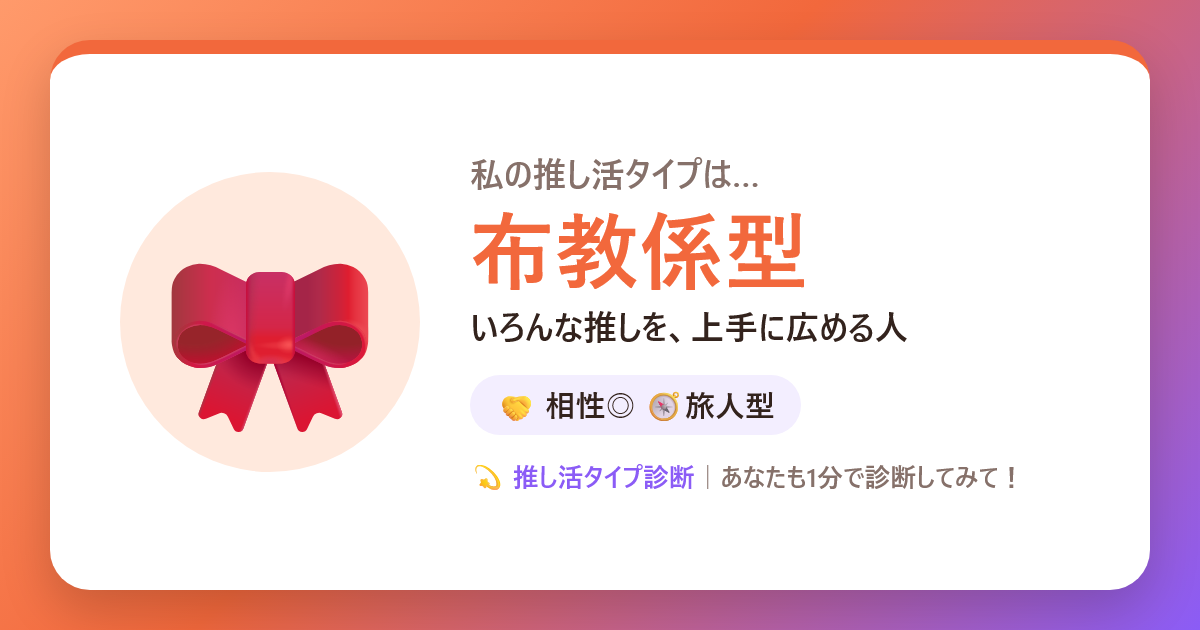 私の推し活タイプは...
布教係型
いろんな推しを、上手に広める人
🤝 相性◎ 🧭 旅人型
💫 推し活タイプ診断｜あなたも1分で診断してみて！